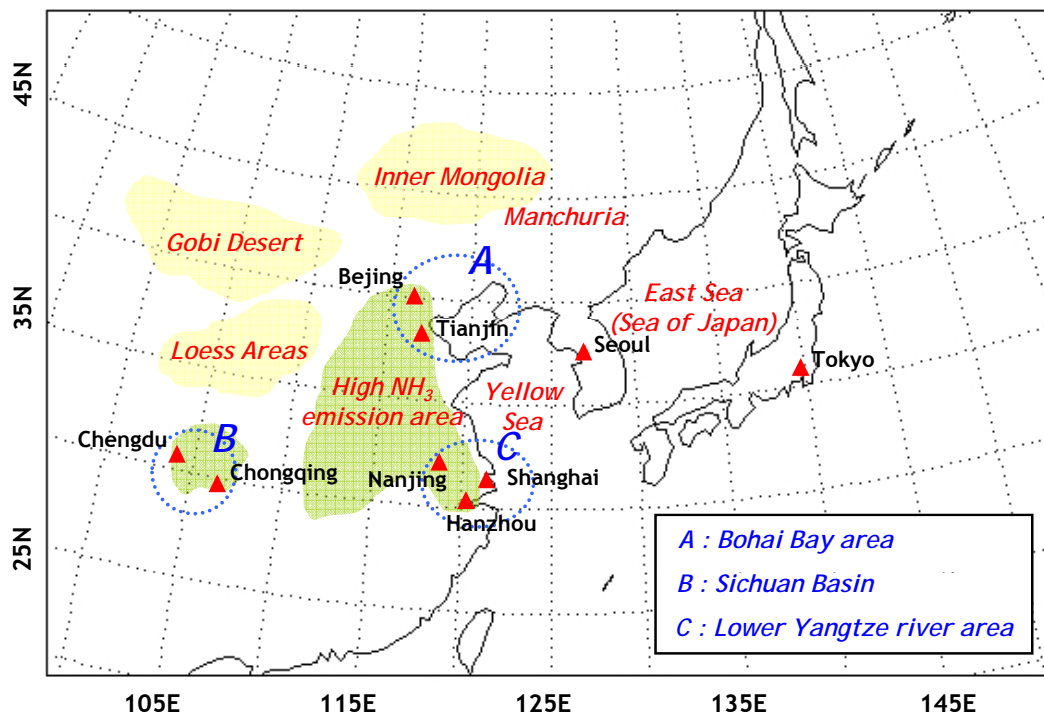 45N
35N
25N
Inner Mongolia
Manchuria
Gobi Desert
A
Bejing
East Sea
(Sea of Japan)
Tianjin
Loess Areas
Seoul
Tokyo
High NH₃
emission area
Yellow
Sea
Chengdu
B
C
Chongqing
Nanjing
Shanghai
Hanzhou
A : Bohai Bay area
B : Sichuan Basin
C : Lower Yangtze river area
105E 115E 125E 135E 145E